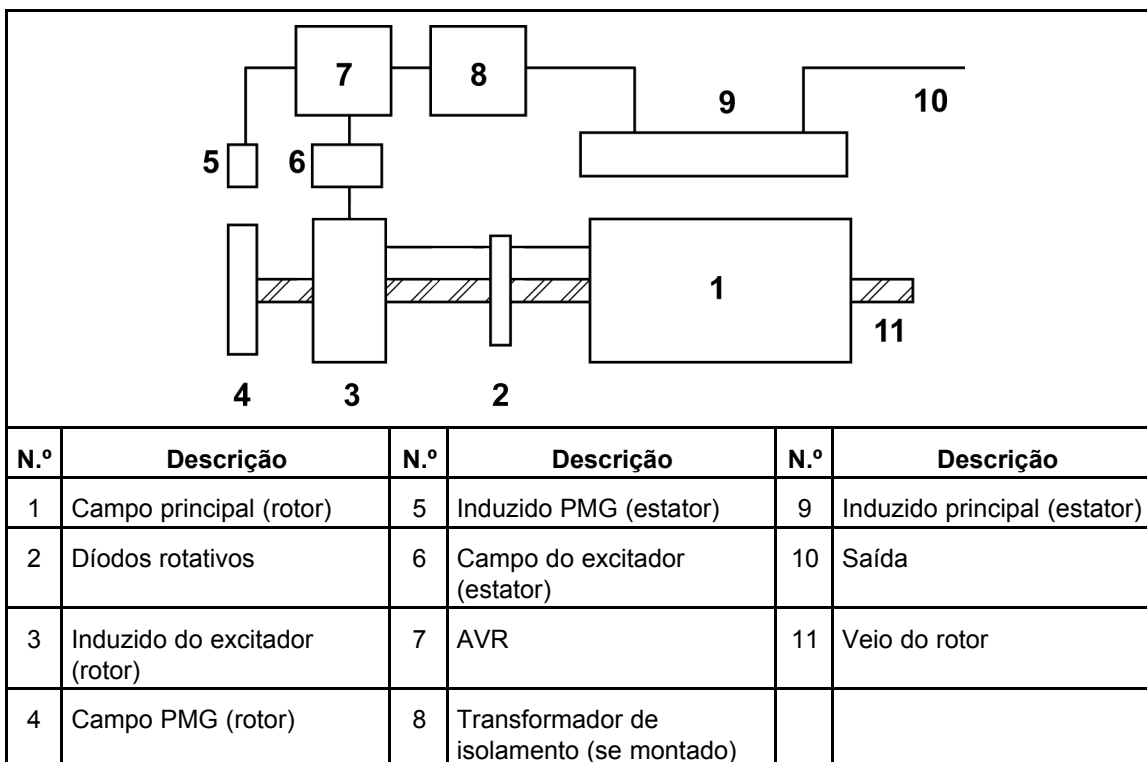 7
8
9
10
5
6
1
11
4
3
2
N.º Descrição N.º Descrição N.º Descrição
1 Campo principal (rotor) 5 Induzido PMG (estator) 9 Induzido principal (estator)
2 Díodos rotativos 6 Campo do excitador 10 Saída
(estator)
3 Induzido do excitador 7 AVR 11 Veio do rotor
(rotor)
4 Campo PMG (rotor) 8 Transformador de
isolamento (se montado)